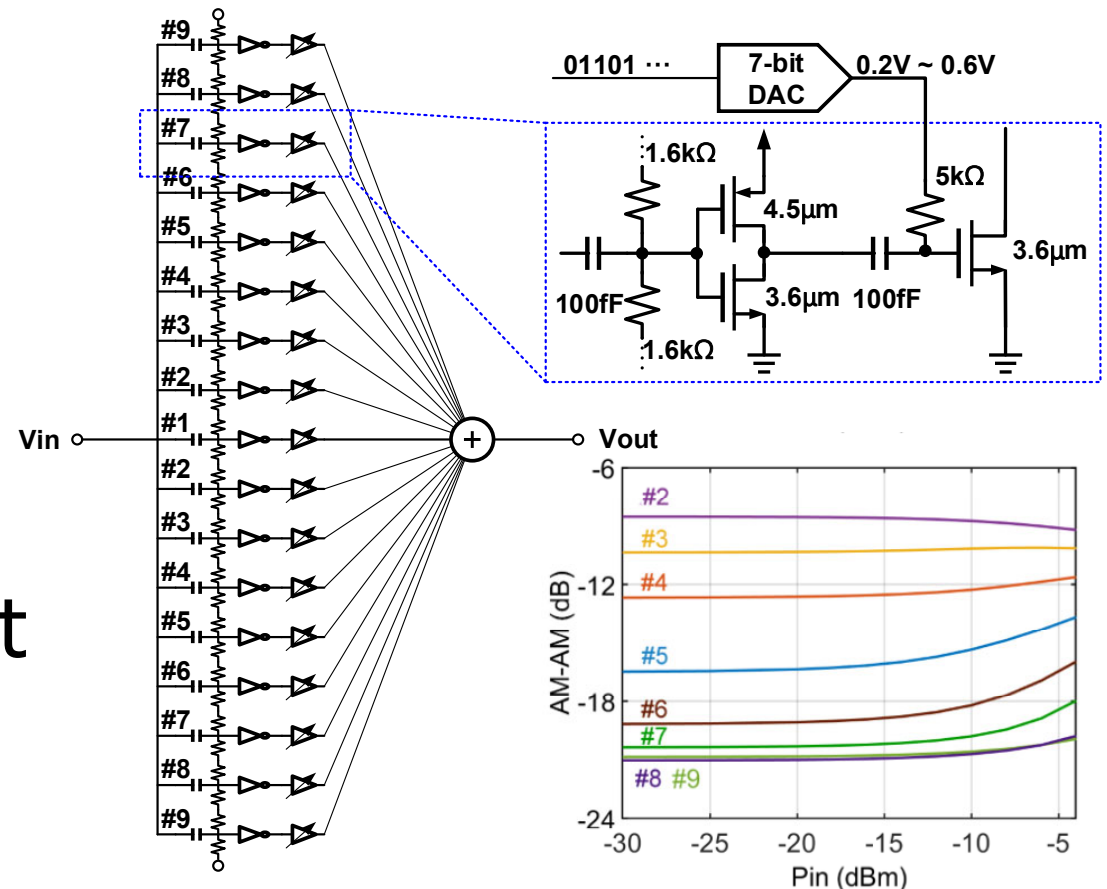 #9
#8
#7
#6
#5
#4
#3
#2
#1
#2
#3
#4
#5
#6
#7
#8
#9
Vin
+
Vout
t
01101 ···
7-bit
DAC
0.2V ~ 0.6V
1.6kΩ
4.5µm
5kΩ
3.6µm
100fF
3.6µm
100fF
1.6kΩ
AM-AM (dB)
-6
-12
-18
-24
#2
#3
#4
#5
#6
#7
#8 #9
-30 -25 -20 -15 -10 -5
Pin (dBm)